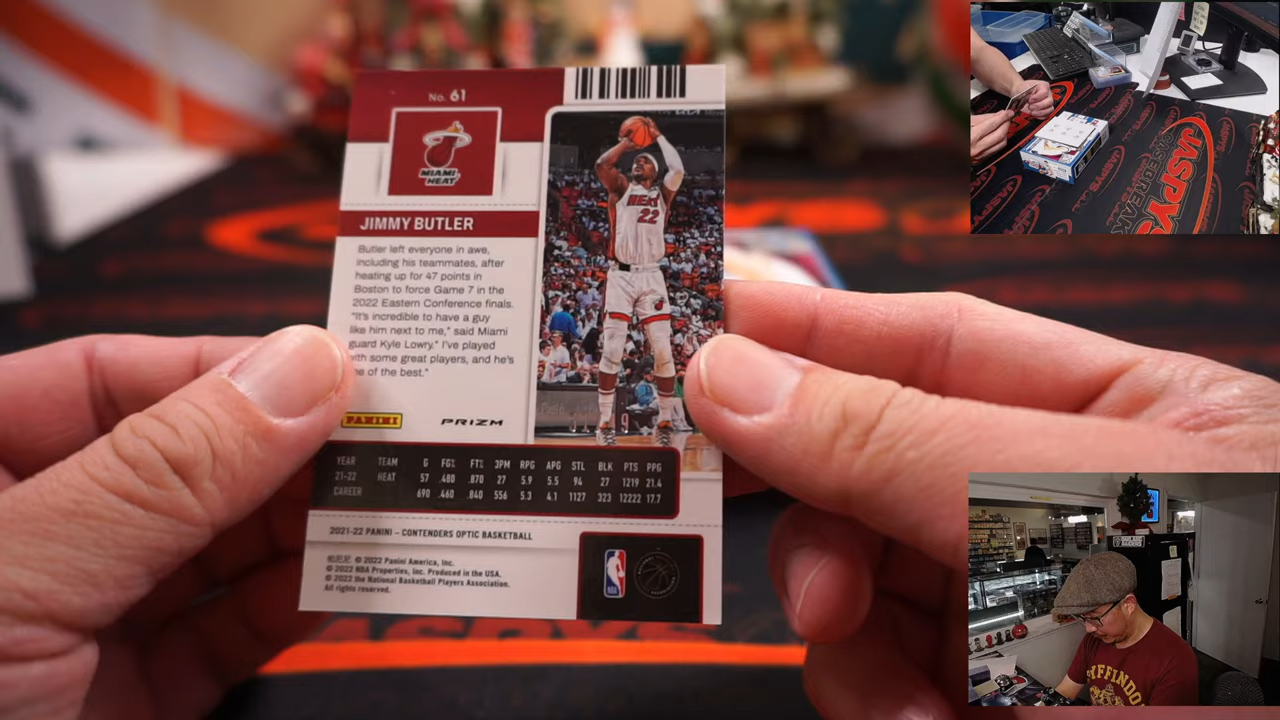 No. 61
MIAMI
HEAT
JIMMY BUTLER
Butler left everyone in awe,
including his teammates, after
heating up for 47 points in
Boston to force Game 7 in the
2022 Eastern Conference finals.
"It's incredible to have a guy
like him next to me," said Miami
guard Kyle Lowry." I've played
with some great players, and he's
of the best."
HEAT
22
PANINI
PRIZM
YEAR TEAM G FG% FT% 3PM RPG APG STL BLK PTS PPG
21-22 HEAT 57 .480 .870 27 5.9 5.5 94 27 1219 21.4
CAREER 690 .460 .840 556 5.3 4.1 1127 323 12222 17.7
2021-22 PANINI – CONTENDERS OPTIC BASKETBALL
© 2022 Panini America, Inc.
© 2022 NBA Properties, Inc. Produced in the USA.
© 2022 the National Basketball Players Association.
All rights reserved.
NBA
JASPYS
CASE BREAKS
JASPYS